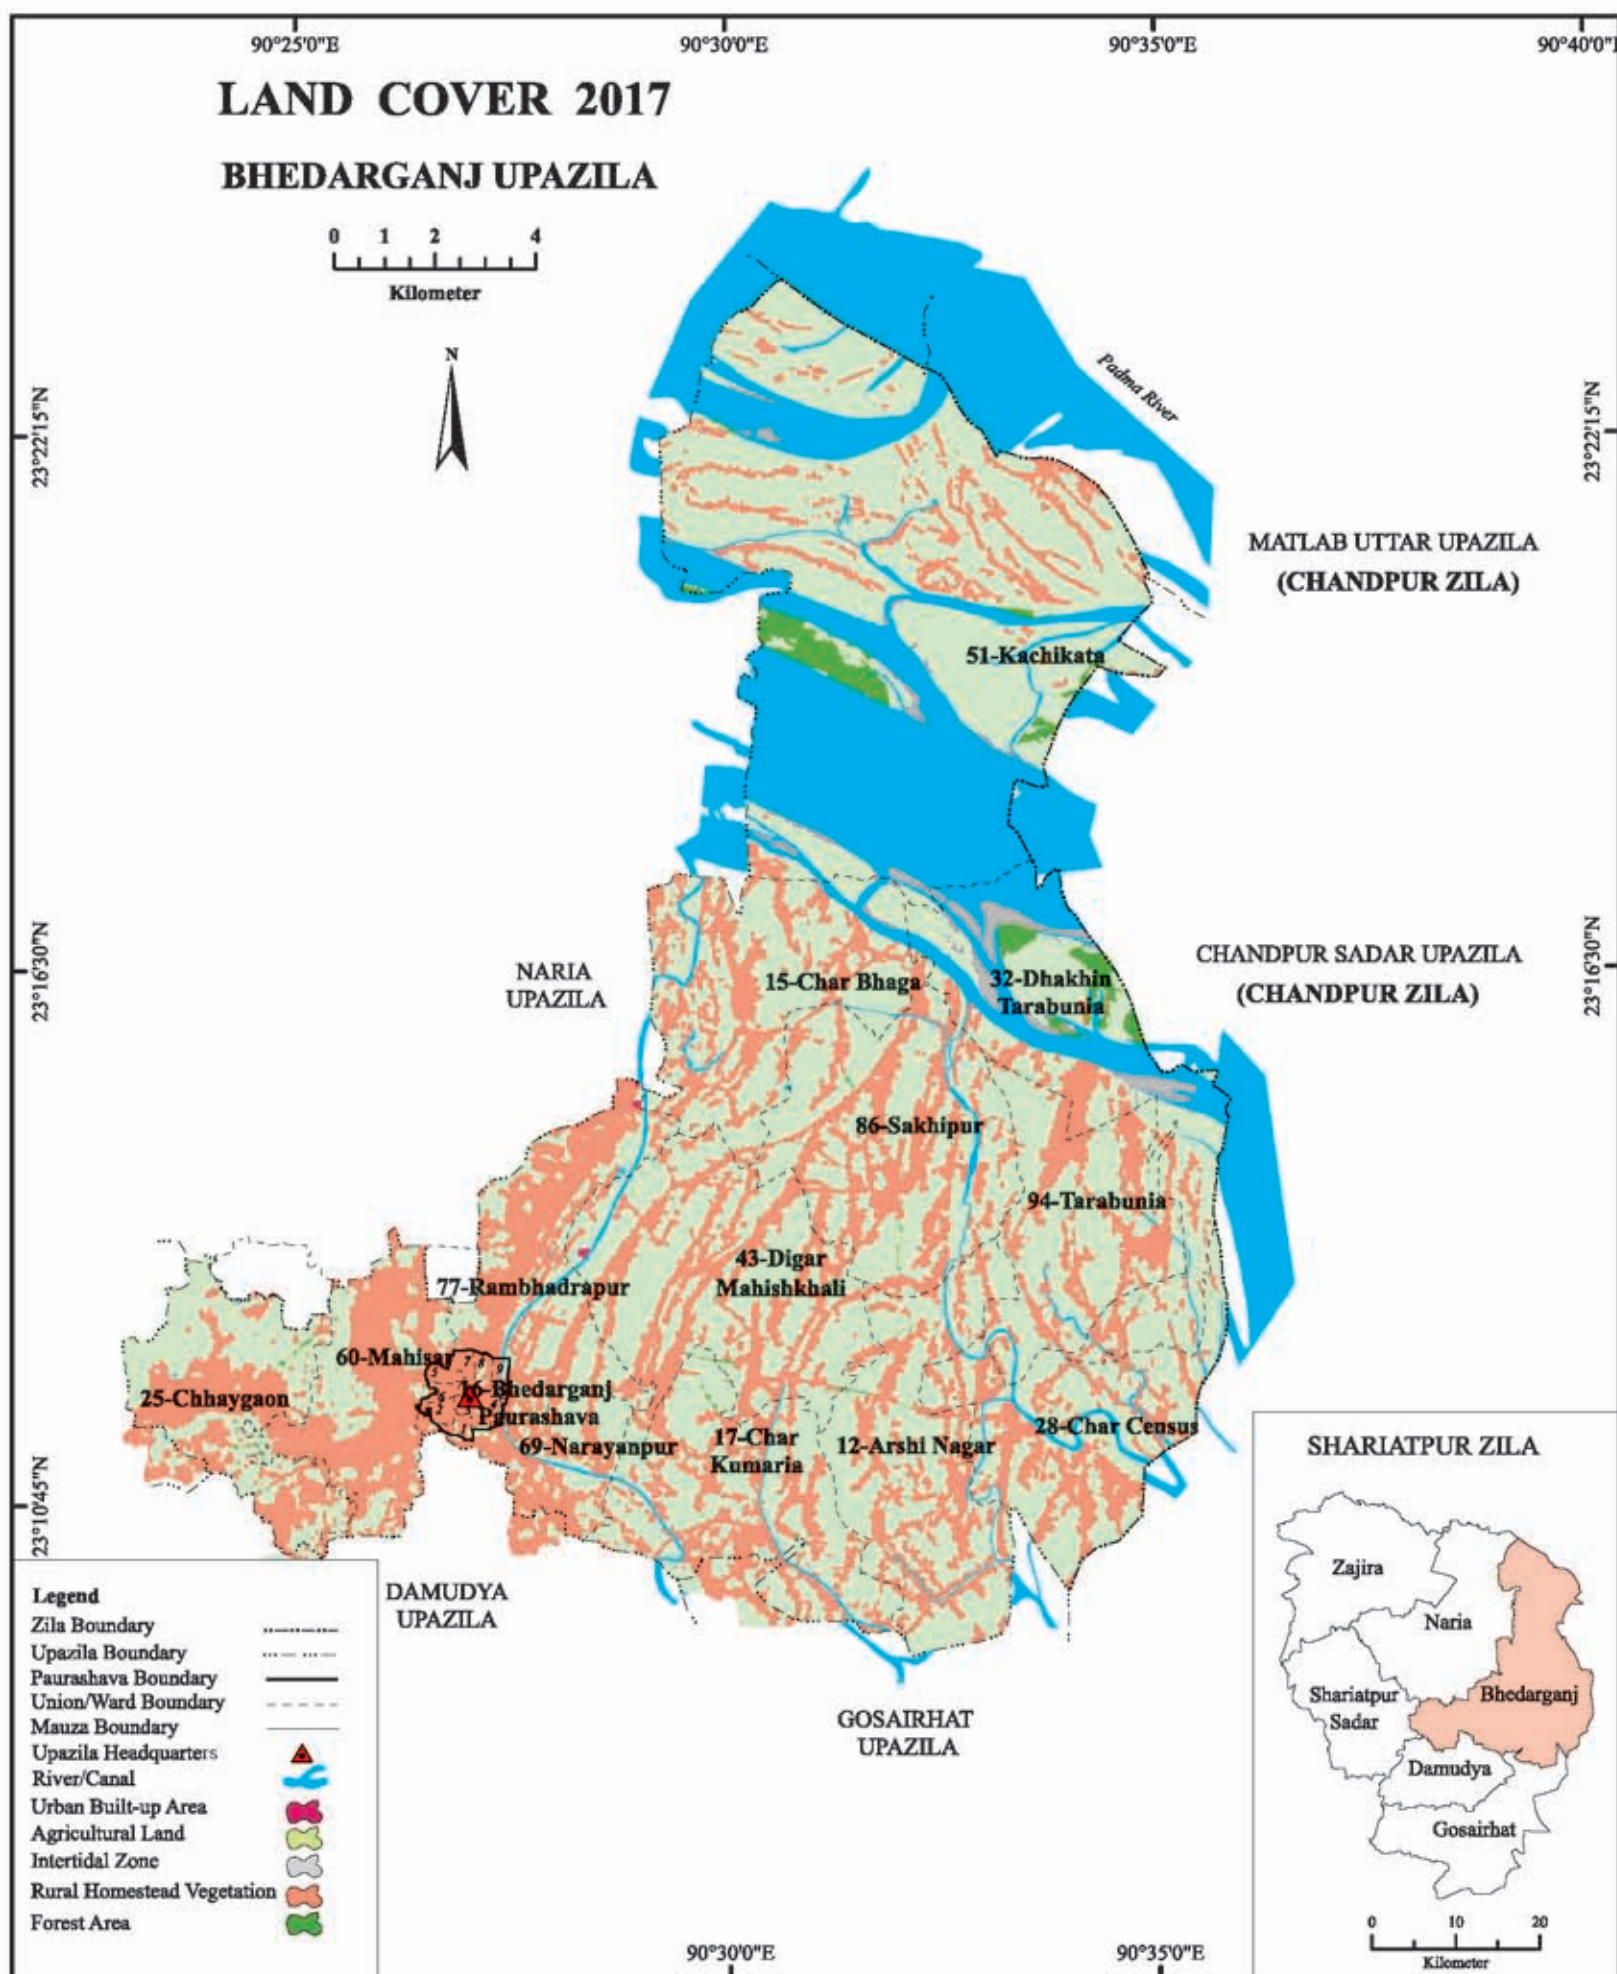 90°25'0"E
90°30'0"E
90°35'0"E
90°40'0"E
LAND COVER 2017
BHEDARGANJ UPAZILA
0 1 2 4
Kilometer
N
Padma River
23°22'15"N
23°22'15"N
MATLAB UTTAR UPAZILA
(CHANDPUR ZILA)
51-Kachikata
NARIA
UPAZILA
CHANDPUR SADAR UPAZILA
(CHANDPUR ZILA)
23°16'30"N
23°16'30"N
15-Char Bhaga
32-Dhakhin
Tarabunia
86-Sakhipur
94-Tarabunia
43-Digar
Mahishkhali
77-Rambhadrapur
60-Mahisar
7 8 9
25-Chhaygaon
16-Bhedarganj
Paurashava
69-Narayanpur
17-Char
Kumaria
12-Arshi Nagar
28-Char Census
23°10'45"N
DAMUDYA
UPAZILA
GOSAIRHAT
UPAZILA
Legend
Zila Boundary
Upazila Boundary
Paurashava Boundary
Union/Ward Boundary
Mauza Boundary
Upazila Headquarters
River/Canal
Urban Built-up Area
Agricultural Land
Intertidal Zone
Rural Homestead Vegetation
Forest Area
SHARIATPUR ZILA
Zajira
Naria
Shariatpur
Sadar
Bhedarganj
Damudya
Gosairhat
0 10 20
Kilometer
90°30'0"E
90°35'0"E